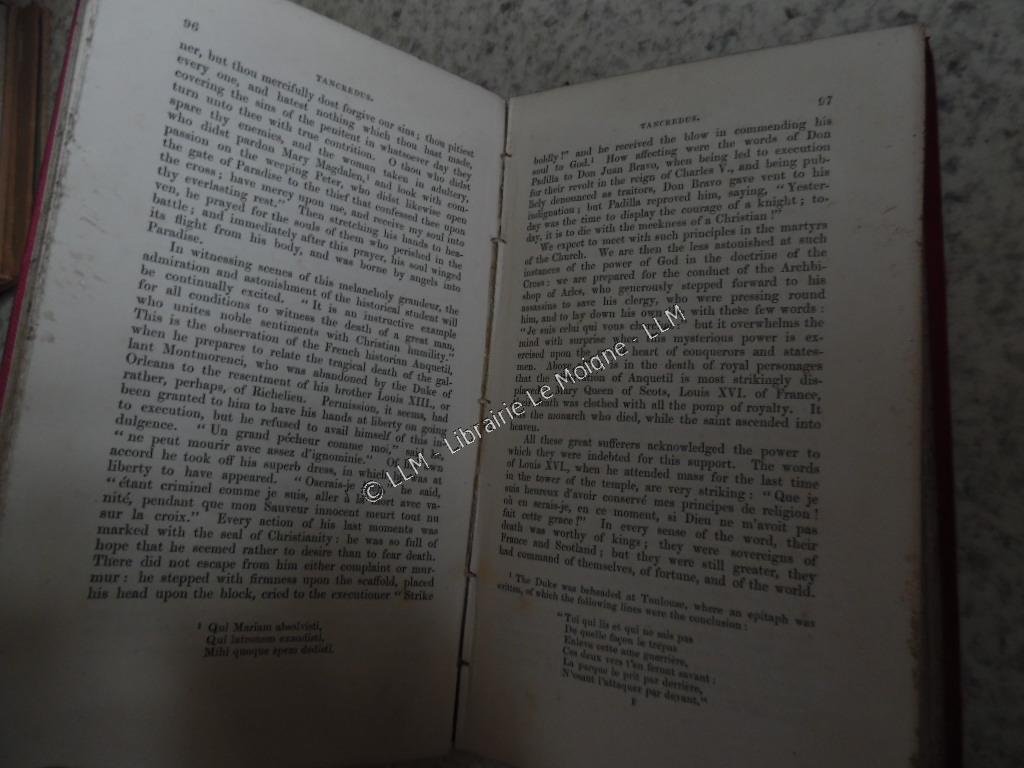 96
TANCREDUS.
ner, but thou mercifully dost forgive our sins; thou pitiest
every one, and hatest nothing which thou hast made,
covering the sins of the penitent in whatsoever day they
turn unto thee with true contrition. O thou who didst
spare thy enemies, and the woman taken in adultery,
who didst pardon Mary Magdalen,¹ and look with com-
passion on the weeping Peter, who didst likewise open
the gate of Paradise to the thief that confessed thee upon
the cross; have mercy upon me, and receive my soul into
thy everlasting rest." Then stretching his hands to hea-
ven, he prayed for the souls of them who perished in the
battle; and immediately after this prayer, his soul winged
its flight from his body, and was borne by angels into
Paradise.
In witnessing scenes of this melancholy grandeur, the
admiration and astonishment of the historical student will
be continually excited. "It is an instructive example
for all conditions to witness the death of a great man,
who unites noble sentiments with Christian humility."
This is the observation of the French historian Anquetil,
when he prepares to relate the tragical death of the gal-
lant Montmorenci, who was abandoned by the Duke of
Orleans to the resentment of his brother Louis XIII., or
rather, perhaps, of Richelieu. Permission, it seems, had
been granted to him to have his hands at liberty on going
to execution, but he refused to avail himself of this in-
dulgence. "Un grand pécheur comme moi," said
"ne peut mourir avec assez d'ignominie." Of own
accord he took off his superb dress, in which was at
liberty to have appeared. "Oserais-je he said,
"étant criminel comme je suis, aller à la mort avec va-
nité, pendant que mon Sauveur innocent meurt tout nu
sur la croix." Every action of his last moments was
marked with the seal of Christianity: he was so full of
hope that he seemed rather to desire than to fear death.
There did not escape from him either complaint or mur-
mur: he stepped with firmness upon the scaffold, placed
his head upon the block, cried to the executioner "Strike
¹ Qui Mariam absolvisti,
Qui latronem exaudisti,
Mihi quoque spem dedisti.
TANCREDUS.
97
boldly!" and he received the blow in commending his
soul to God.¹ How affecting were the words of Don
Padilla to Don Juan Bravo, when being led to execution
for their revolt in the reign of Charles V., and being pub-
licly denounced as traitors, Don Bravo gave vent to his
indignation; but Padilla reproved him, saying, "Yester-
day was the time to display the courage of a knight; to-
day, it is to die with the meekness of a Christian!"
We expect to meet with such principles in the martyrs
of the Church. We are then the less astonished at such
instances of the power of God in the doctrine of the
Cross: we are prepared for the conduct of the Archbi-
shop of Arles, who generously stepped forward to his
assassins to save his clergy, who were pressing round
him, and to lay down his own with these few words:
"Je suis celui qui vous but it overwhelms the
mind with surprise when his mysterious power is ex-
ercised upon the heart of conquerors and states-
men. Above is in the death of royal personages
that the of Anquetil is most strikingly dis-
Mary Queen of Scots, Louis XVI. of France,
death was clothed with all the pomp of royalty. It
the monarch who died, while the saint ascended into
heaven.
All these great sufferers acknowledged the power to
which they were indebted for this support. The words
of Louis XVI., when he attended mass for the last time
in the tower of the temple, are very striking: "Que je
suis heureux d'avoir conservé mes principes de religion!
où en serais-je, en ce moment, si Dieu ne m'avoit pas
fait cette grace!" In every sense of the word, their
death was worthy of kings; they were sovereigns of
France and Scotland; but they were still greater, they
had command of themselves, of fortune, and of the world.
¹ The Duke was beheaded at Toulouse, where an epitaph was
written, of which the following lines were the conclusion:
"Toi qui lis et qui ne sais pas
De quelle façon le trépas
Enleva cette ame guerrière,
Ces deux vers t'en feront savant:
La parque le prit par derrière,
N'osant l'attaquer par devant."
F
© LLM - Librairie Le Moigne - LLM